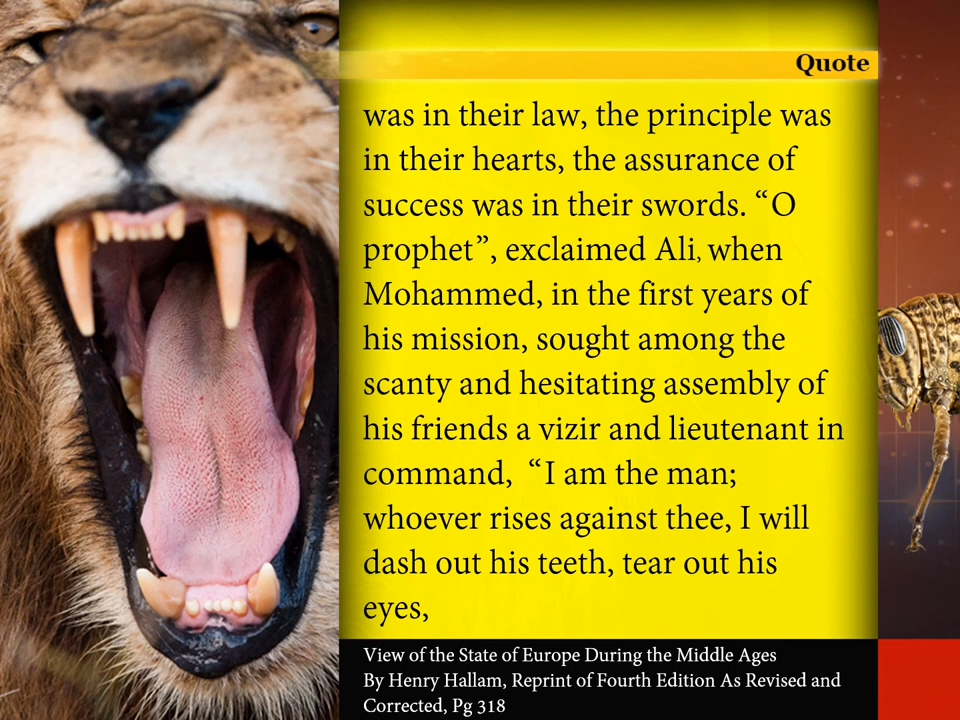 Quote
was in their law, the principle was
in their hearts, the assurance of
success was in their swords. “O
prophet”, exclaimed Ali, when
Mohammed, in the first years of
his mission, sought among the
scanty and hesitating assembly of
his friends a vizir and lieutenant in
command,  “I am the man;
whoever rises against thee, I will
dash out his teeth, tear out his
eyes,
View of the State of Europe During the Middle Ages
By Henry Hallam, Reprint of Fourth Edition As Revised and
Corrected, Pg 318